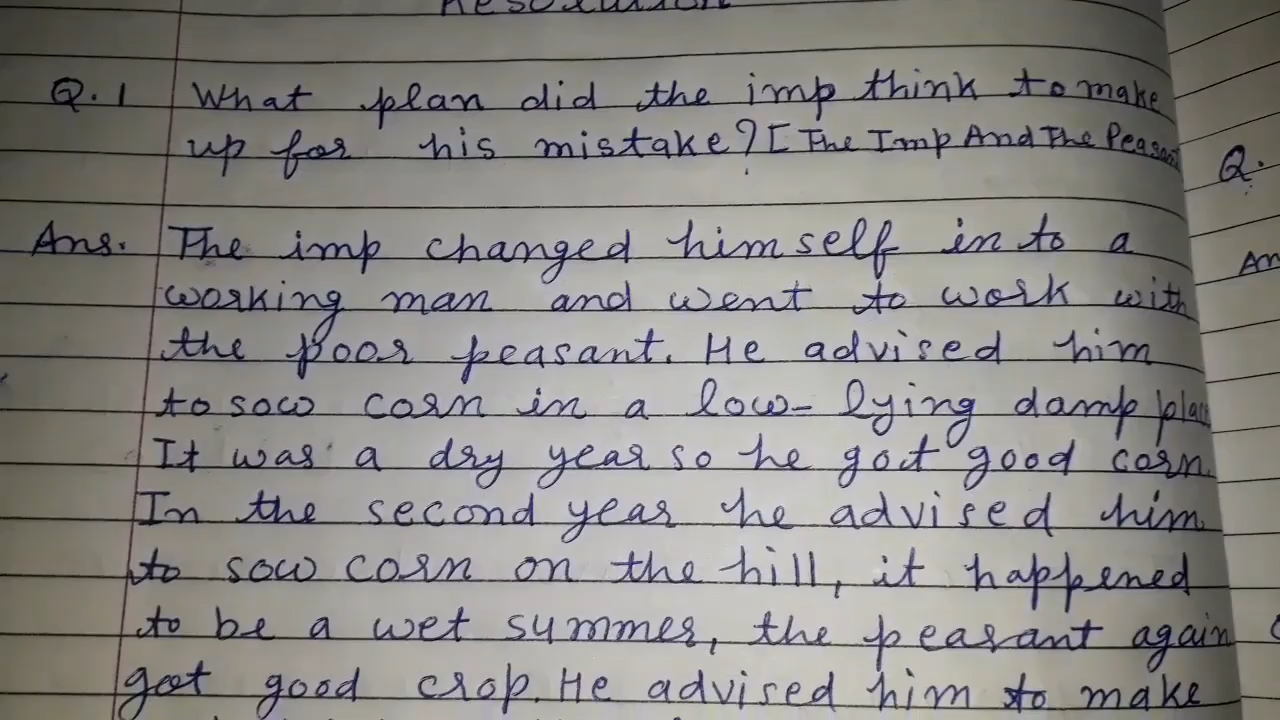 Resolution
Q.1 What plan did the imp think to make
up for his mistake? [The Imp And The Peasant
Q.
Ans. The imp changed himself in to a
An
working man and went to work with
the poor peasant. He advised him
to sow corn in a low-lying damp place
It was a dry year so he got good corn.
In the second year he advised him
to sow corn on the hill, it happened
to be a wet summer, the peasant again
got good crop. He advised him to make